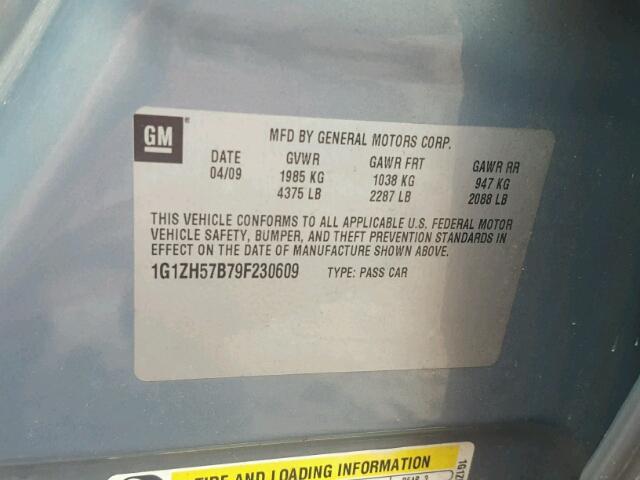 GM
MFD BY GENERAL MOTORS CORP.
DATE GVWR GAWR FRT GAWR RR
04/09 1985 KG 1038 KG 947 KG
4375 LB 2287 LB 2088 LB
THIS VEHICLE CONFORMS TO ALL APPLICABLE U.S. FEDERAL MOTOR
VEHICLE SAFETY, BUMPER, AND THEFT PREVENTION STANDARDS IN
EFFECT ON THE DATE OF MANUFACTURE SHOWN ABOVE.
1G1ZH57B79F230609 TYPE: PASS CAR
TIRE AND LOADING INFORMATION
1G1Z